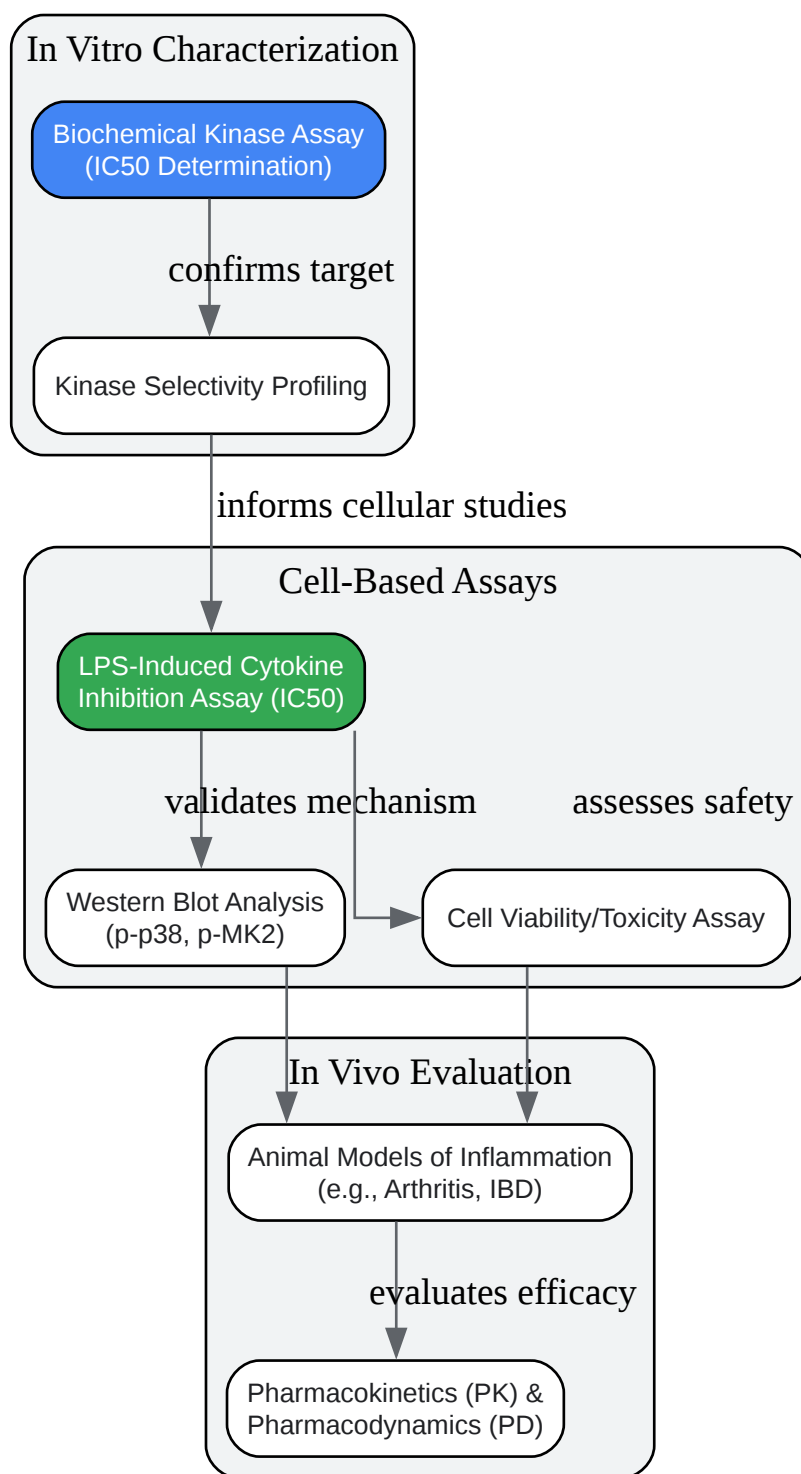 In Vitro Characterization
Biochemical Kinase Assay
(IC50 Determination)
confirms target
Kinase Selectivity Profiling
informs cellular studies
Cell-Based Assays
LPS-Induced Cytokine
Inhibition Assay (IC50)
validates mechanism
assesses safety
Western Blot Analysis
(p-p38, p-MK2)
Cell Viability/Toxicity Assay
In Vivo Evaluation
Animal Models of Inflammation
(e.g., Arthritis, IBD)
evaluates efficacy
Pharmacokinetics (PK) &
Pharmacodynamics (PD)